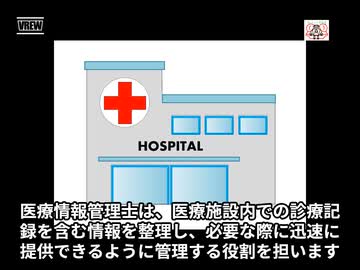 VREW
HOSPITAL
医療情報管理士は、医療施設内での診療記
録を含む情報を整理し、必要な際に迅速に
提供できるように管理する役割を担います